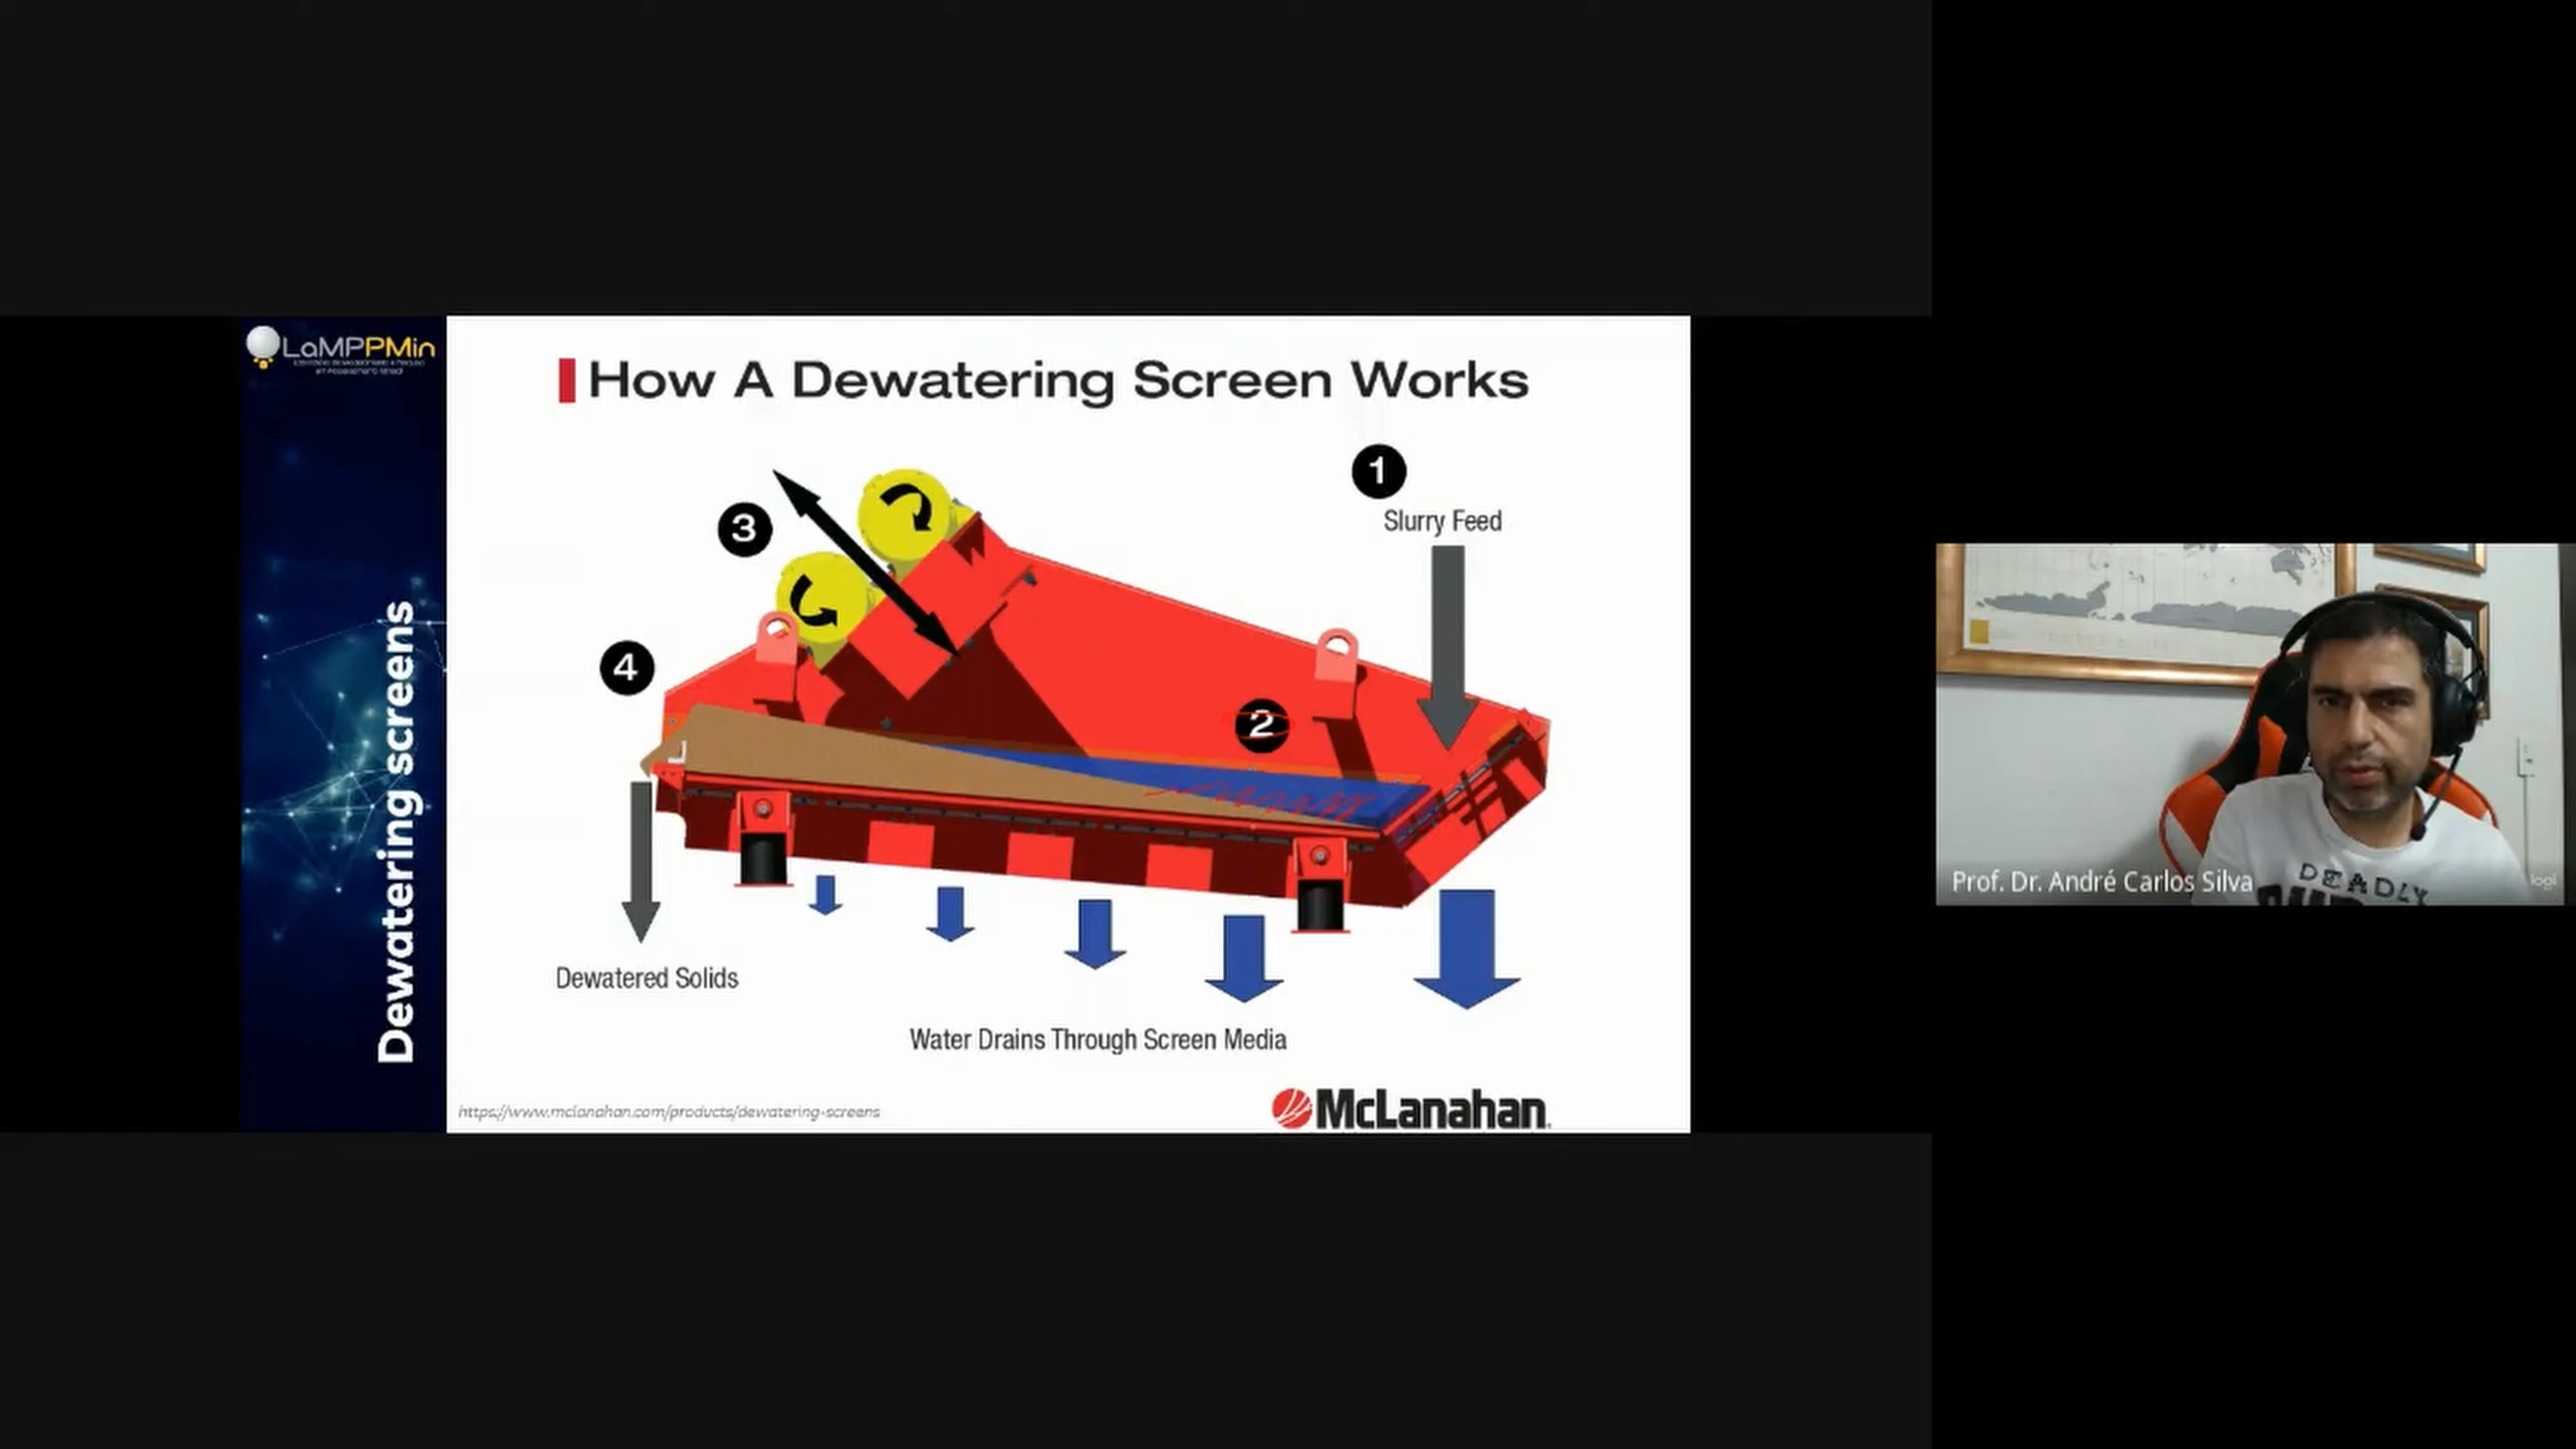 LaMPPMin
Dewatering screens
How A Dewatering Screen Works
1
Slurry Feed
3
4
2
Dewatered Solids
Water Drains Through Screen Media
https://www.mclanahan.com/products/dewatering-screens
McLanahan
Prof. Dr. André Carlos Silva
DEADLY
logi